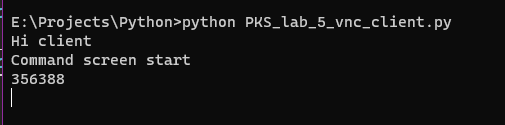 E:\Projects\Python>python PKS_lab_5_vnc_client.py
Hi client
Command screen start
356388